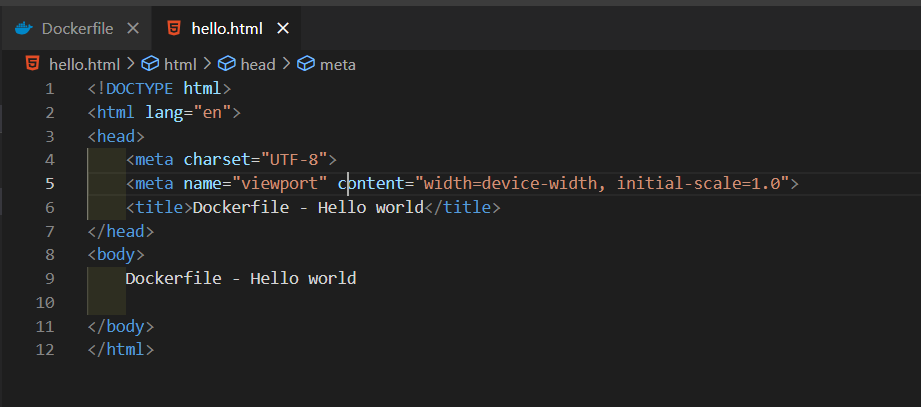 Dockerfile hello.html
hello.html > html > head > meta
1 <!DOCTYPE html>
2 <html lang="en">
3 <head>
4     <meta charset="UTF-8">
5     <meta name="viewport" content="width=device-width, initial-scale=1.0">
6     <title>Dockerfile - Hello world</title>
7 </head>
8 <body>
9     Dockerfile - Hello world
10
11 </body>
12 </html>